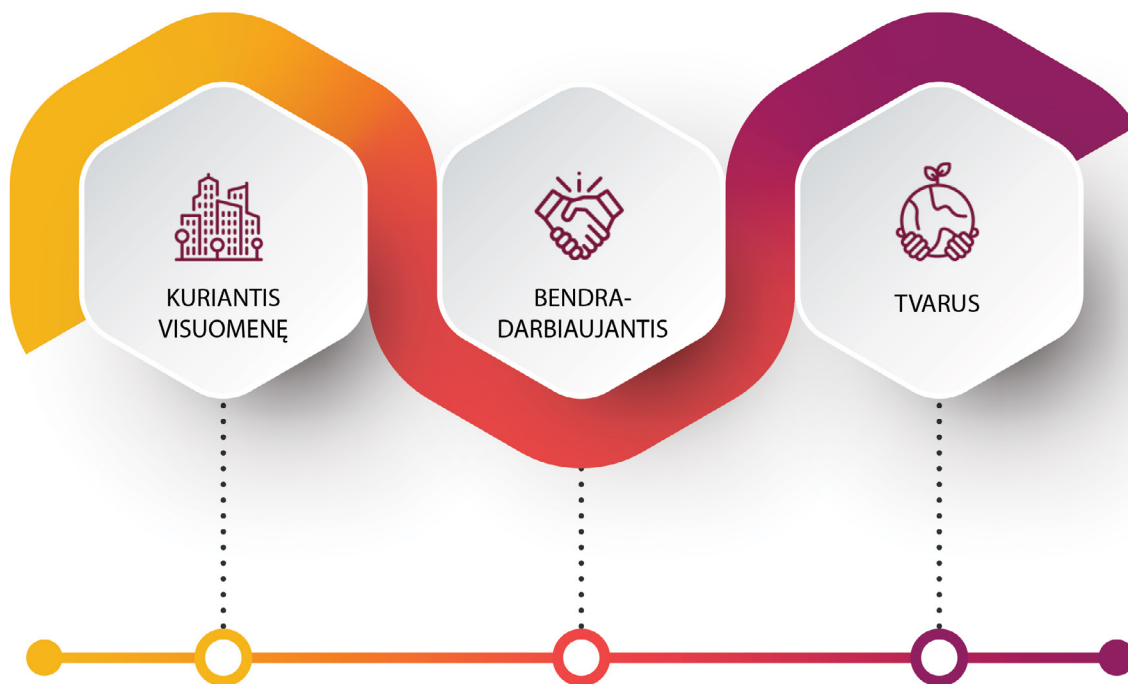 KURIANTIS
VISUOMENĘ
BENDRA-
DARBIAUJANTIS
TVARUS